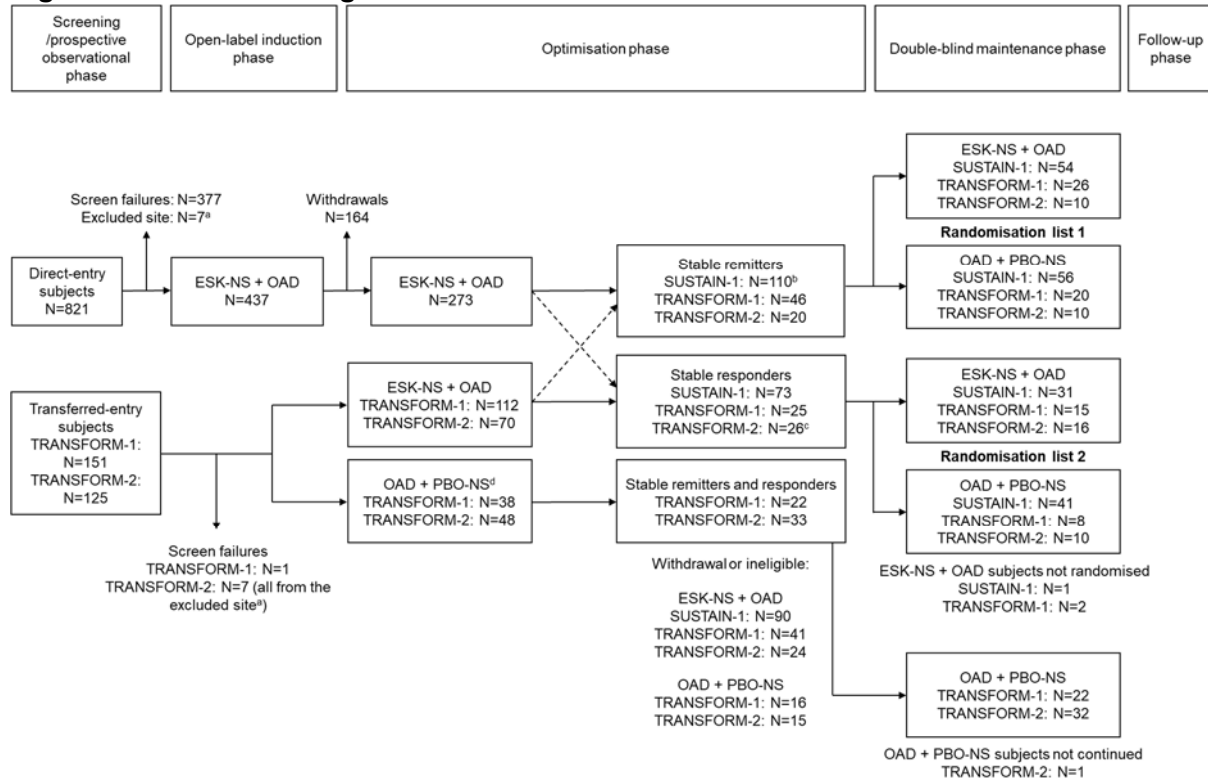 Screening
/prospective
observational
phase
Open-label induction
phase
Optimisation phase
Double-blind maintenance phase
Follow-up
phase
Screen failures: N=377
Excluded site: N=7ᵃ
Withdrawals
N=164
Direct-entry
subjects
N=821
ESK-NS + OAD
N=437
ESK-NS + OAD
N=273
Stable remitters
SUSTAIN-1: N=110ᵇ
TRANSFORM-1: N=46
TRANSFORM-2: N=20
ESK-NS + OAD
SUSTAIN-1: N=54
TRANSFORM-1: N=26
TRANSFORM-2: N=10
Randomisation list 1
OAD + PBO-NS
SUSTAIN-1: N=56
TRANSFORM-1: N=20
TRANSFORM-2: N=10
Transferred-entry
subjects
TRANSFORM-1:
N=151
TRANSFORM-2:
N=125
Screen failures
TRANSFORM-1: N=1
TRANSFORM-2: N=7 (all from the
excluded siteᵃ)
ESK-NS + OAD
TRANSFORM-1: N=112
TRANSFORM-2: N=70
OAD + PBO-NSᵈ
TRANSFORM-1: N=38
TRANSFORM-2: N=48
Stable responders
SUSTAIN-1: N=73
TRANSFORM-1: N=25
TRANSFORM-2: N=26ᶜ
Stable remitters and responders
TRANSFORM-1: N=22
TRANSFORM-2: N=33
Withdrawal or ineligible:
ESK-NS + OAD
SUSTAIN-1: N=90
TRANSFORM-1: N=41
TRANSFORM-2: N=24
OAD + PBO-NS
TRANSFORM-1: N=16
TRANSFORM-2: N=15
ESK-NS + OAD
SUSTAIN-1: N=31
TRANSFORM-1: N=15
TRANSFORM-2: N=16
Randomisation list 2
OAD + PBO-NS
SUSTAIN-1: N=41
TRANSFORM-1: N=8
TRANSFORM-2: N=10
ESK-NS + OAD subjects not randomised
SUSTAIN-1: N=1
TRANSFORM-1: N=2
OAD + PBO-NS
TRANSFORM-1: N=22
TRANSFORM-2: N=32
OAD + PBO-NS subjects not continued
TRANSFORM-2: N=1